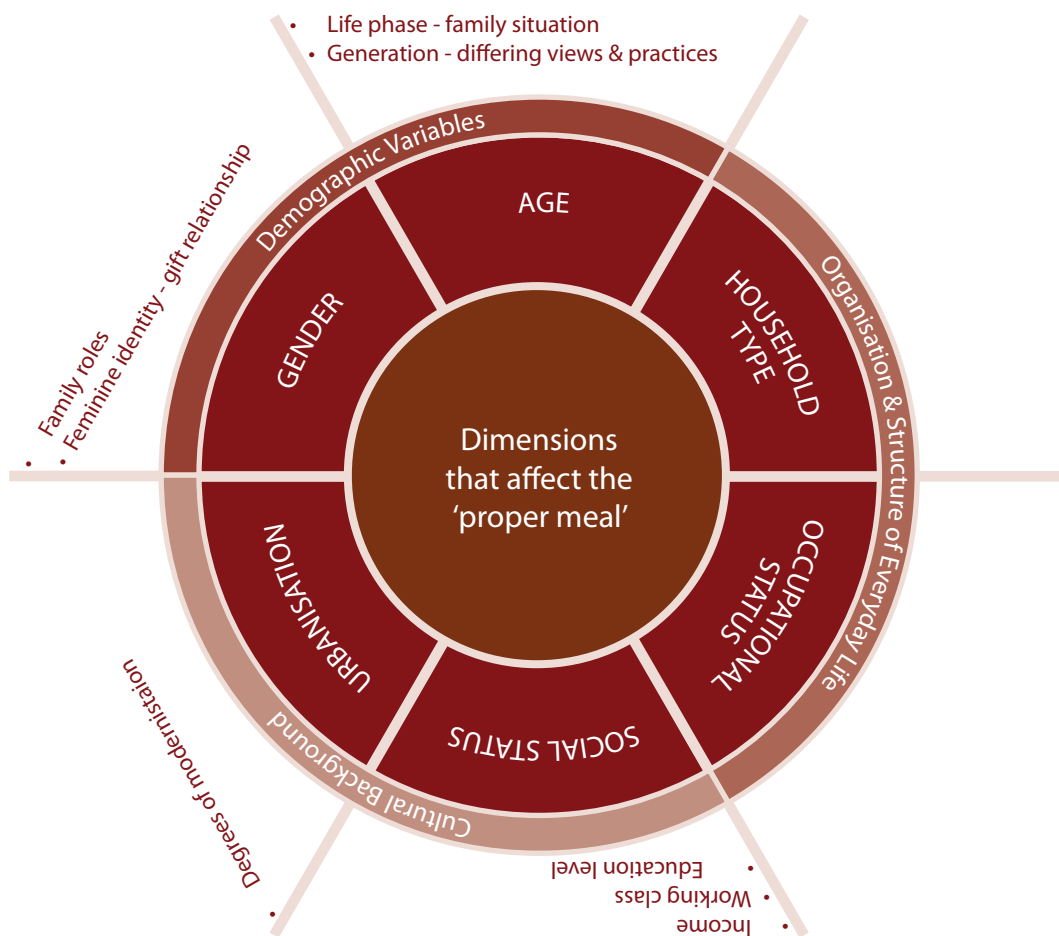 Life phase - family situation
Generation - differing views & practices
Demographic Variables
AGE
Organisation & Structure of Everyday Life
HOUSEHOLD
TYPE
GENDER
Family roles
Feminine identity - gift relationship
Dimensions
that affect the
‘proper meal’
OCCUPATIONAL
STATUS
URBANISATION
SOCIAL STATUS
Cultural Background
Degrees of modernistaion
Education level
Working class
Income